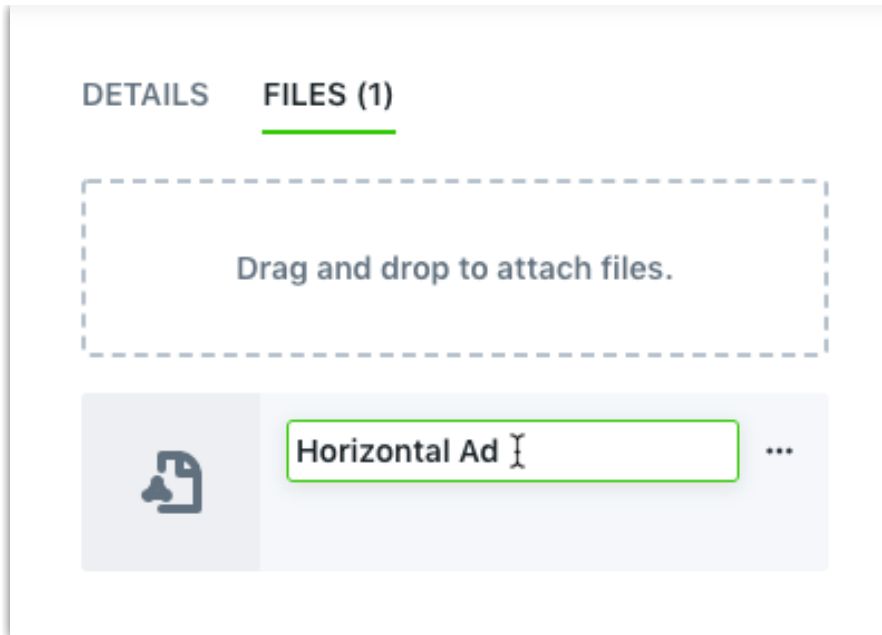 DETAILS FILES (1)
Drag and drop to attach files.
Horizontal Ad